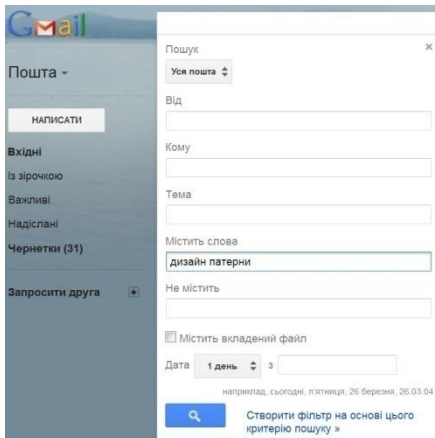 Gmail
Пошта
НАПИСАТИ
Вхідні
Із зірочкою
Важливі
Надіслані
Чернетки (31)
Запросити друга +
×
Пошук
Уся пошта
Від
Кому
Тема
Містить слова
дизайн патерни
Не містить
Містить вкладений файл
Дата 1 день з
наприклад, сьогодні, п'ятниця, 26 березня, 26.03.04
Створити фільтр на основі цього
критерію пошуку »